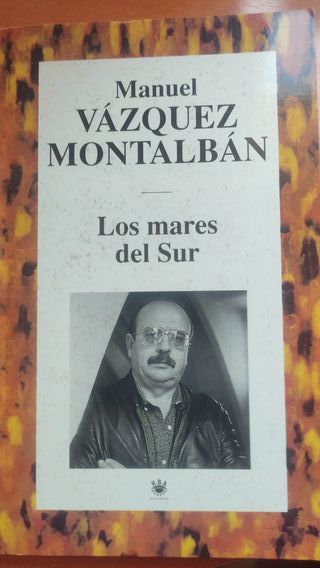 Manuel
VÁZQUEZ
MONTALBÁN
Los mares
del Sur